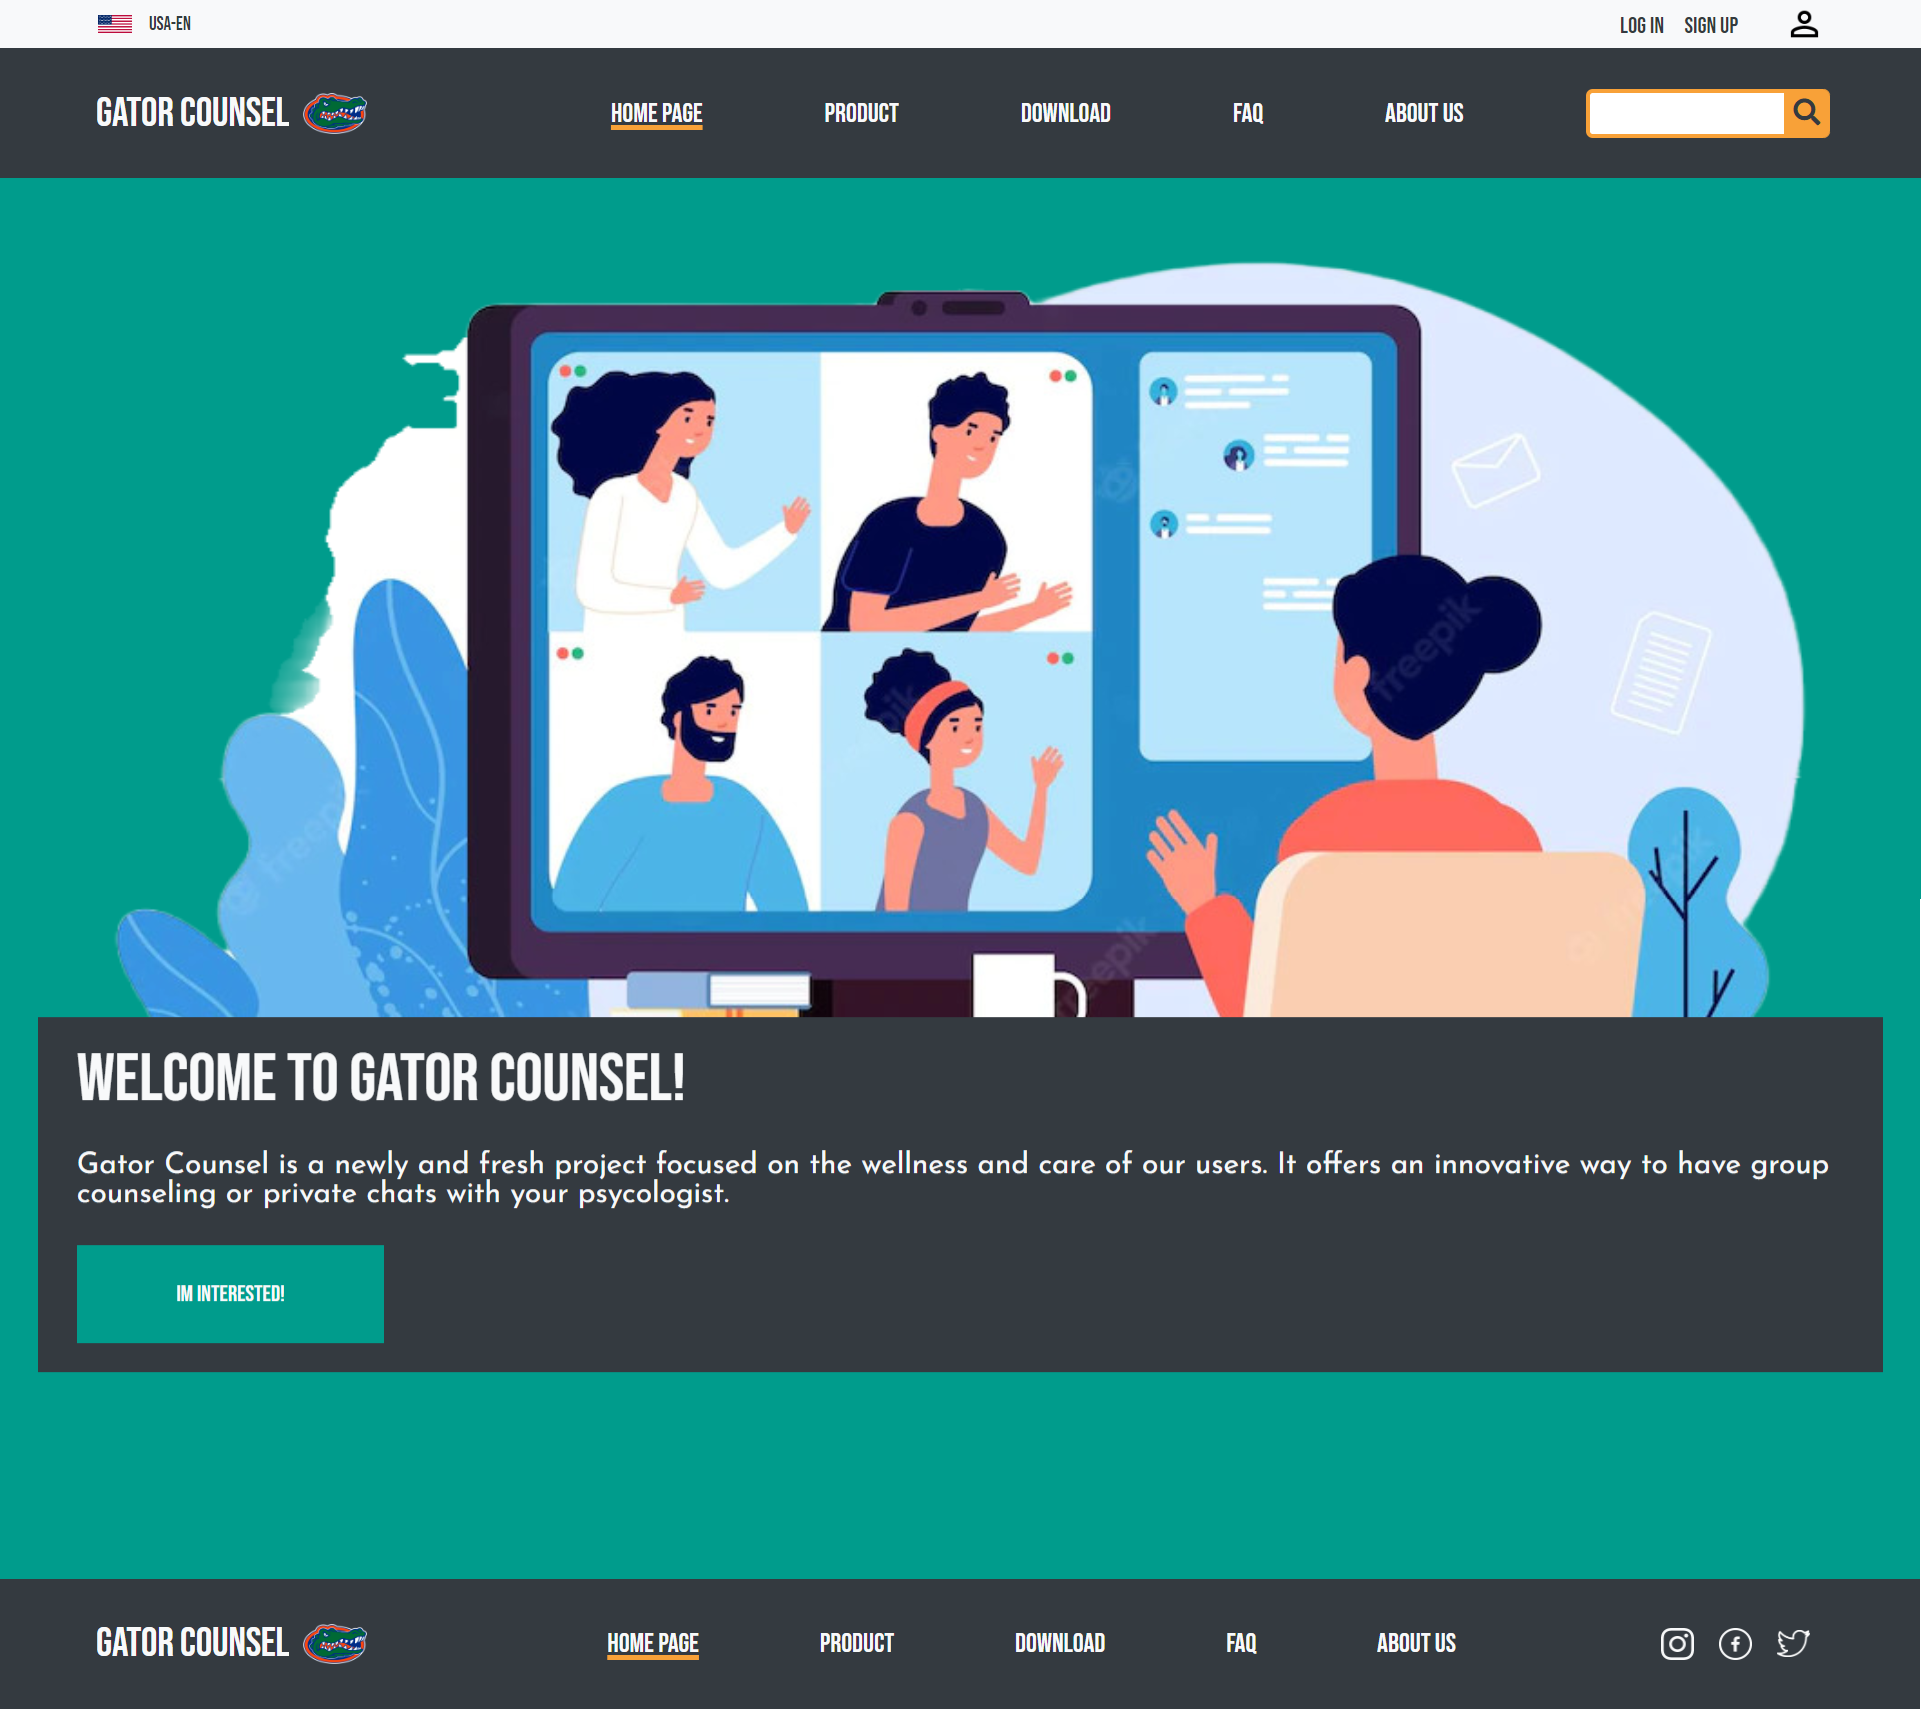 USA-EN
LOG IN SIGN UP
GATOR COUNSEL
HOME PAGE
PRODUCT
DOWNLOAD
FAQ
ABOUT US
freepik
freepik
freepik
WELCOME TO GATOR COUNSEL!
Gator Counsel is a newly and fresh project focused on the wellness and care of our users. It offers an innovative way to have group
counseling or private chats with your psycologist.
IM INTERESTED!
GATOR COUNSEL
HOME PAGE
PRODUCT
DOWNLOAD
FAQ
ABOUT US